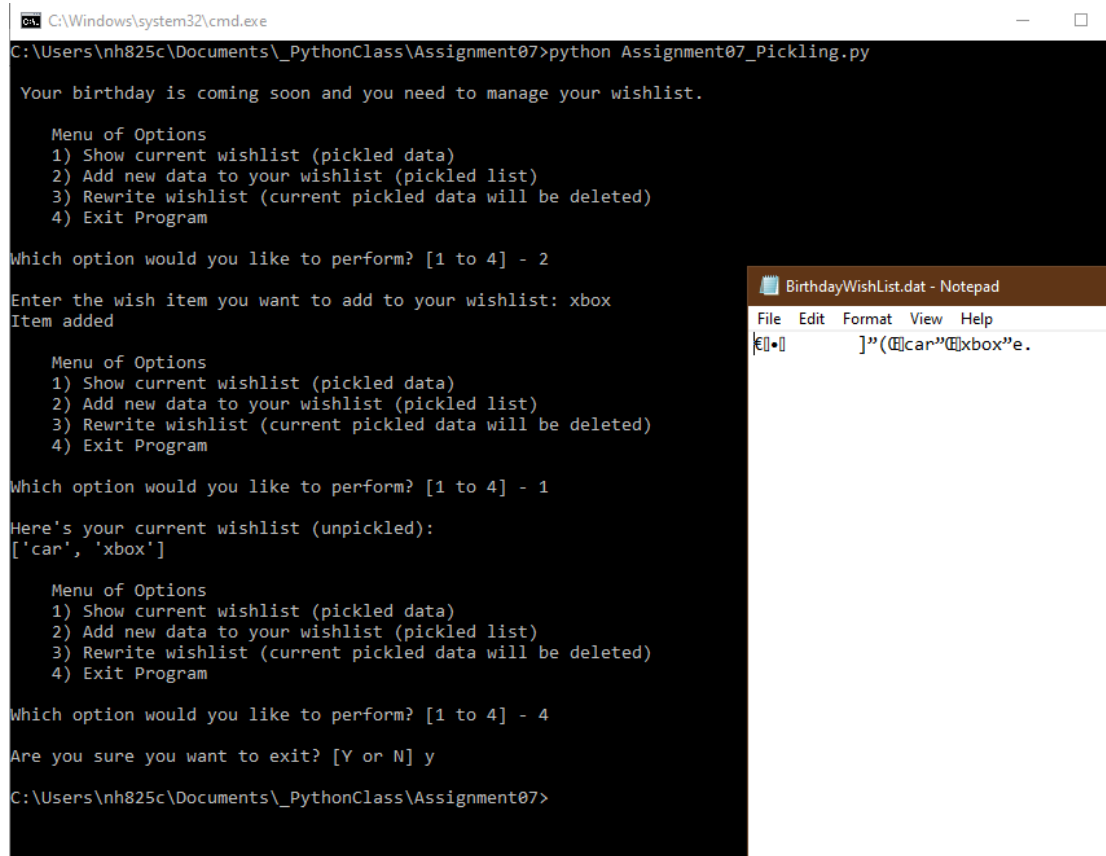 C:\Windows\system32\cmd.exe
C:\Users\nh825c\Documents\_PythonClass\Assignment07>python Assignment07_Pickling.py
Your birthday is coming soon and you need to manage your wishlist.
Menu of Options
1) Show current wishlist (pickled data)
2) Add new data to your wishlist (pickled list)
3) Rewrite wishlist (current pickled data will be deleted)
4) Exit Program
Which option would you like to perform? [1 to 4] - 2
Enter the wish item you want to add to your wishlist: xbox
Item added
Menu of Options
1) Show current wishlist (pickled data)
2) Add new data to your wishlist (pickled list)
3) Rewrite wishlist (current pickled data will be deleted)
4) Exit Program
Which option would you like to perform? [1 to 4] - 1
Here's your current wishlist (unpickled):
['car', 'xbox']
Menu of Options
1) Show current wishlist (pickled data)
2) Add new data to your wishlist (pickled list)
3) Rewrite wishlist (current pickled data will be deleted)
4) Exit Program
Which option would you like to perform? [1 to 4] - 4
Are you sure you want to exit? [Y or N] y
C:\Users\nh825c\Documents\_PythonClass\Assignment07>
BirthdayWishList.dat - Notepad
File Edit Format View Help
€▯•▯ ]”(Œ▯car”Œ▯xbox”e.